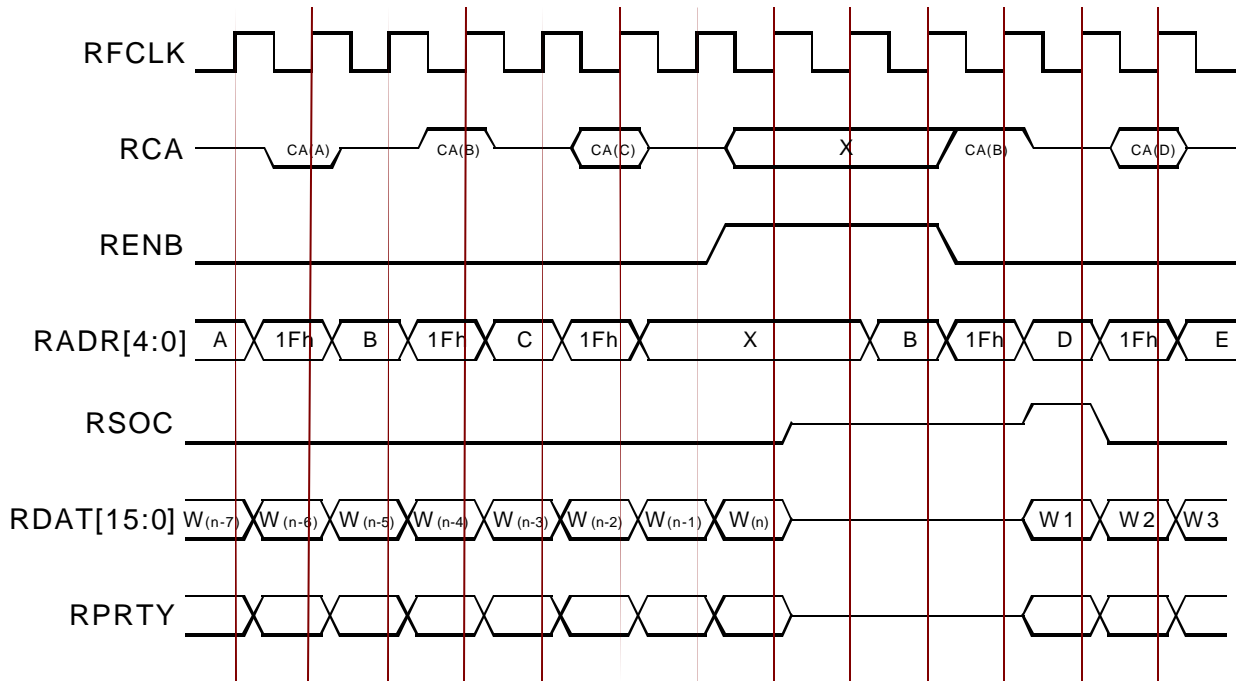 RFCLK
RCA CA(A) CA(B) CA(C) X CA(B) CA(D)
RENB
RADR[4:0] A 1Fh B 1Fh C 1Fh X B 1Fh D 1Fh E
RSOC
RDAT[15:0] W(n-7) W(n-6) W(n-5) W(n-4) W(n-3) W(n-2) W(n-1) W(n) W1 W2 W3
RPRTY